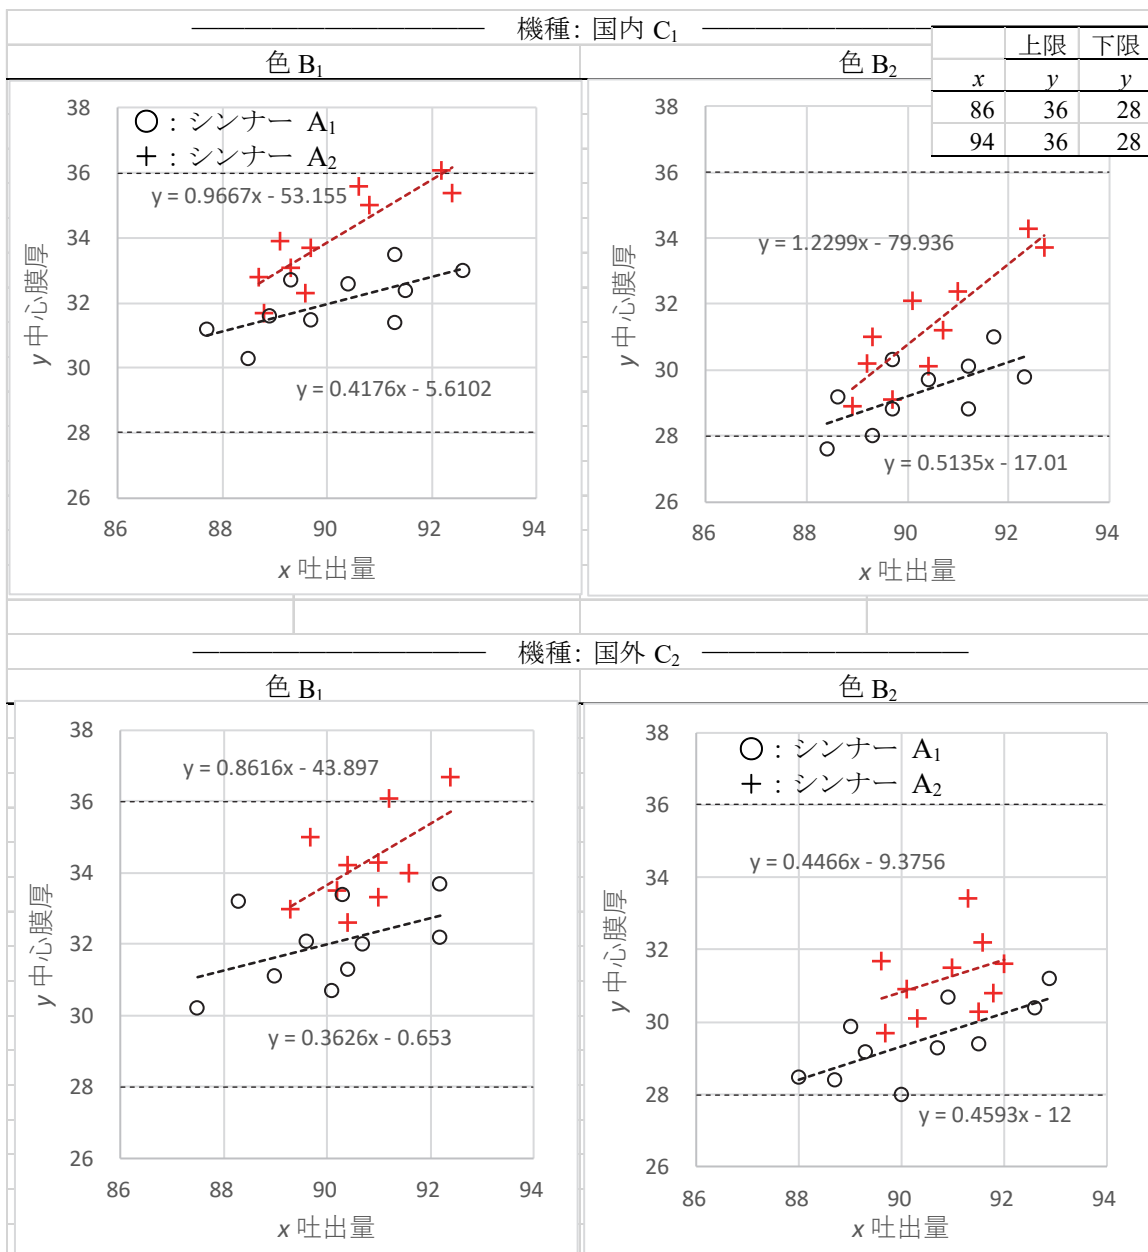 機種: 国内 C₁
上限 下限
x y y
86 36 28
94 36 28
色 B₁
色 B₂
○ : シンナー A₁
+ : シンナー A₂
y = 0.9667x - 53.155
y = 0.4176x - 5.6102
38
36
34
32
30
28
26
y 中心膜厚
86 88 90 92 94
x 吐出量
y = 1.2299x - 79.936
y = 0.5135x - 17.01
38
36
34
32
30
28
26
y 中心膜厚
86 88 90 92 94
x 吐出量
機種: 国外 C₂
色 B₁
色 B₂
y = 0.8616x - 43.897
y = 0.3626x - 0.653
38
36
34
32
30
28
26
y 中心膜厚
86 88 90 92 94
x 吐出量
○ : シンナー A₁
+ : シンナー A₂
y = 0.4466x - 9.3756
y = 0.4593x - 12
38
36
34
32
30
28
26
y 中心膜厚
86 88 90 92 94
x 吐出量